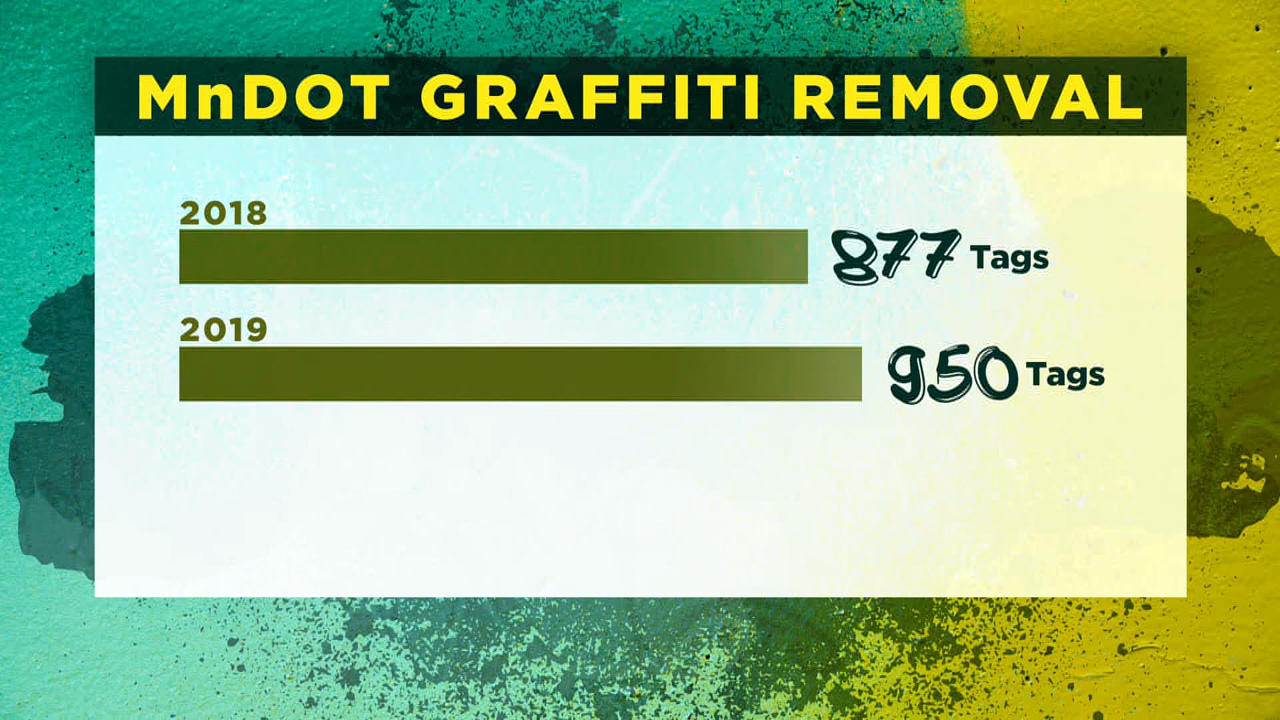 MnDOT GRAFFITI REMOVAL
2018
877 Tags
2019
950 Tags